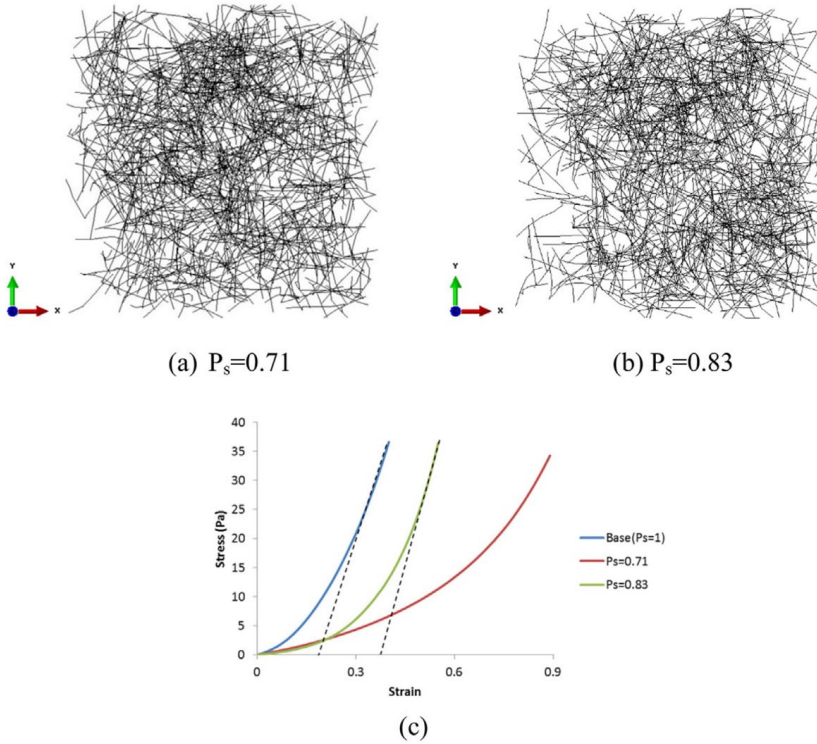 Y
X
Y
X
(a) Ps=0.71
(b) Ps=0.83
40
35
30
25
20
15
10
5
0
Stress (Pa)
0
0.3
0.6
0.9
Strain
Base(Ps=1)
Ps=0.71
Ps=0.83
(c)